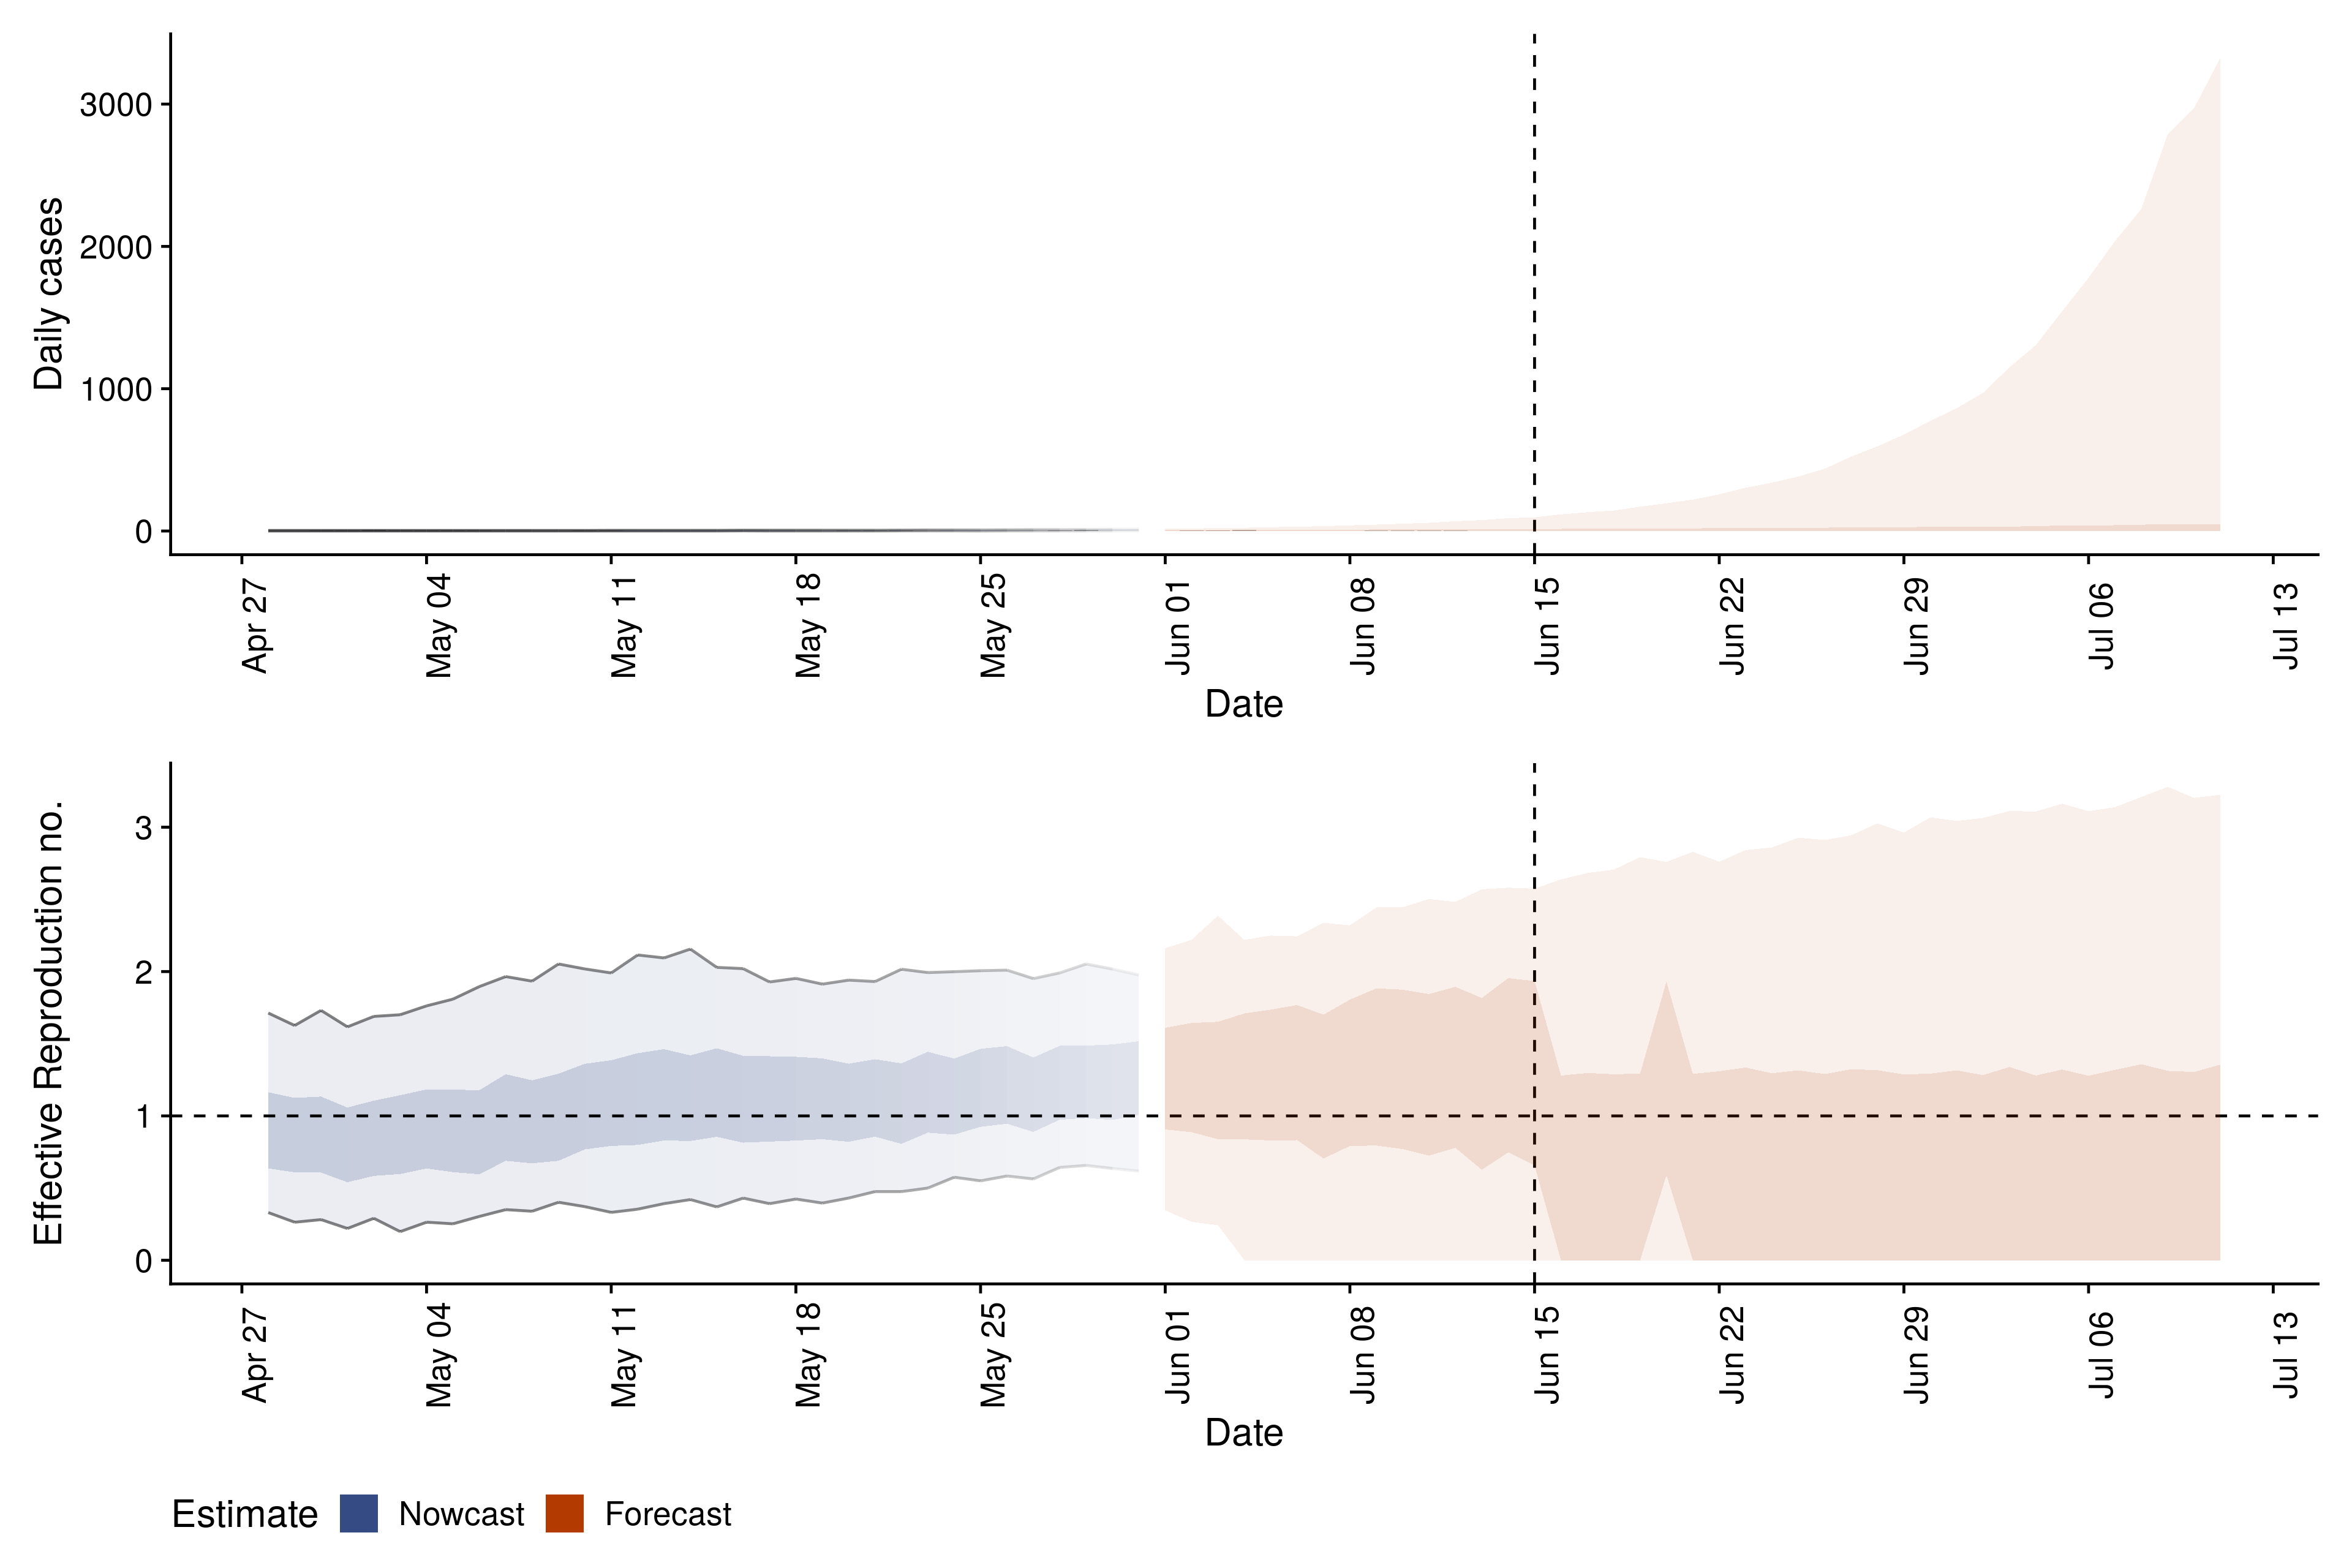 Daily cases
3000
2000
1000
0
Apr 27
May 04
May 11
May 18
May 25
Jun 01
Jun 08
Jun 15
Jun 22
Jun 29
Jul 06
Jul 13
Date
Effective Reproduction no.
3
2
1
0
Apr 27
May 04
May 11
May 18
May 25
Jun 01
Jun 08
Jun 15
Jun 22
Jun 29
Jul 06
Jul 13
Date
Estimate Nowcast Forecast